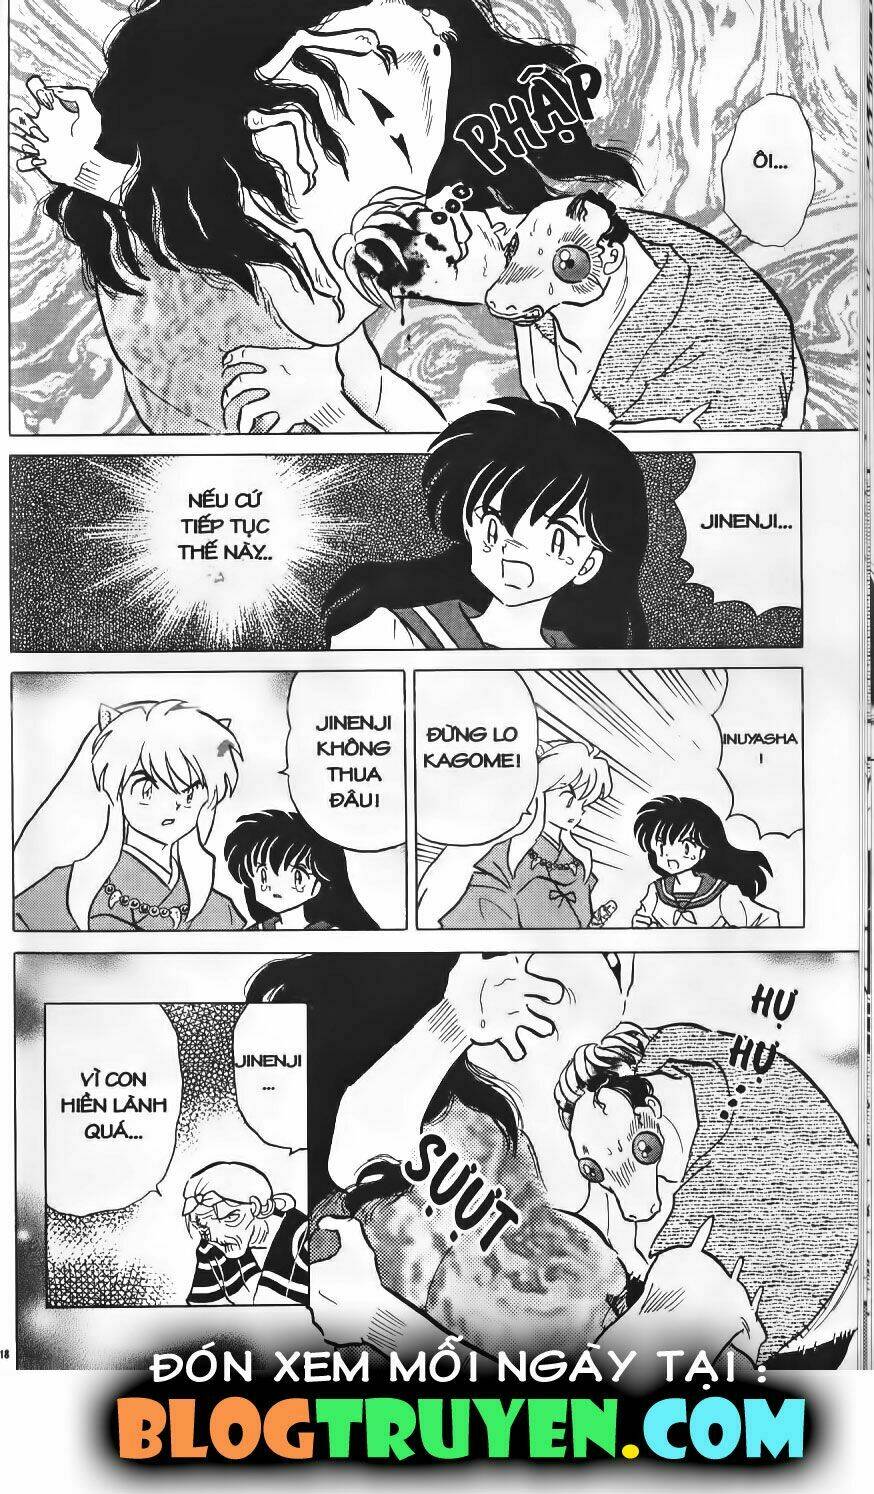 PHẬP
ÔI...
JINENJI...
NẾU CỨ
TIẾP TỤC
THẾ NÀY..
INUYASHA
!
ĐỪNG LO
KAGOME!
JINENJI
KHÔNG
THUA
ĐÂU!
HỰ
HỰ...
SỰỰT
JINENJI
...
VÌ CON
HIỀN LÀNH
QUÁ...
18
ĐÓN XEM MỖI NGÀY TẠI :
BLOGTRUYEN.COM